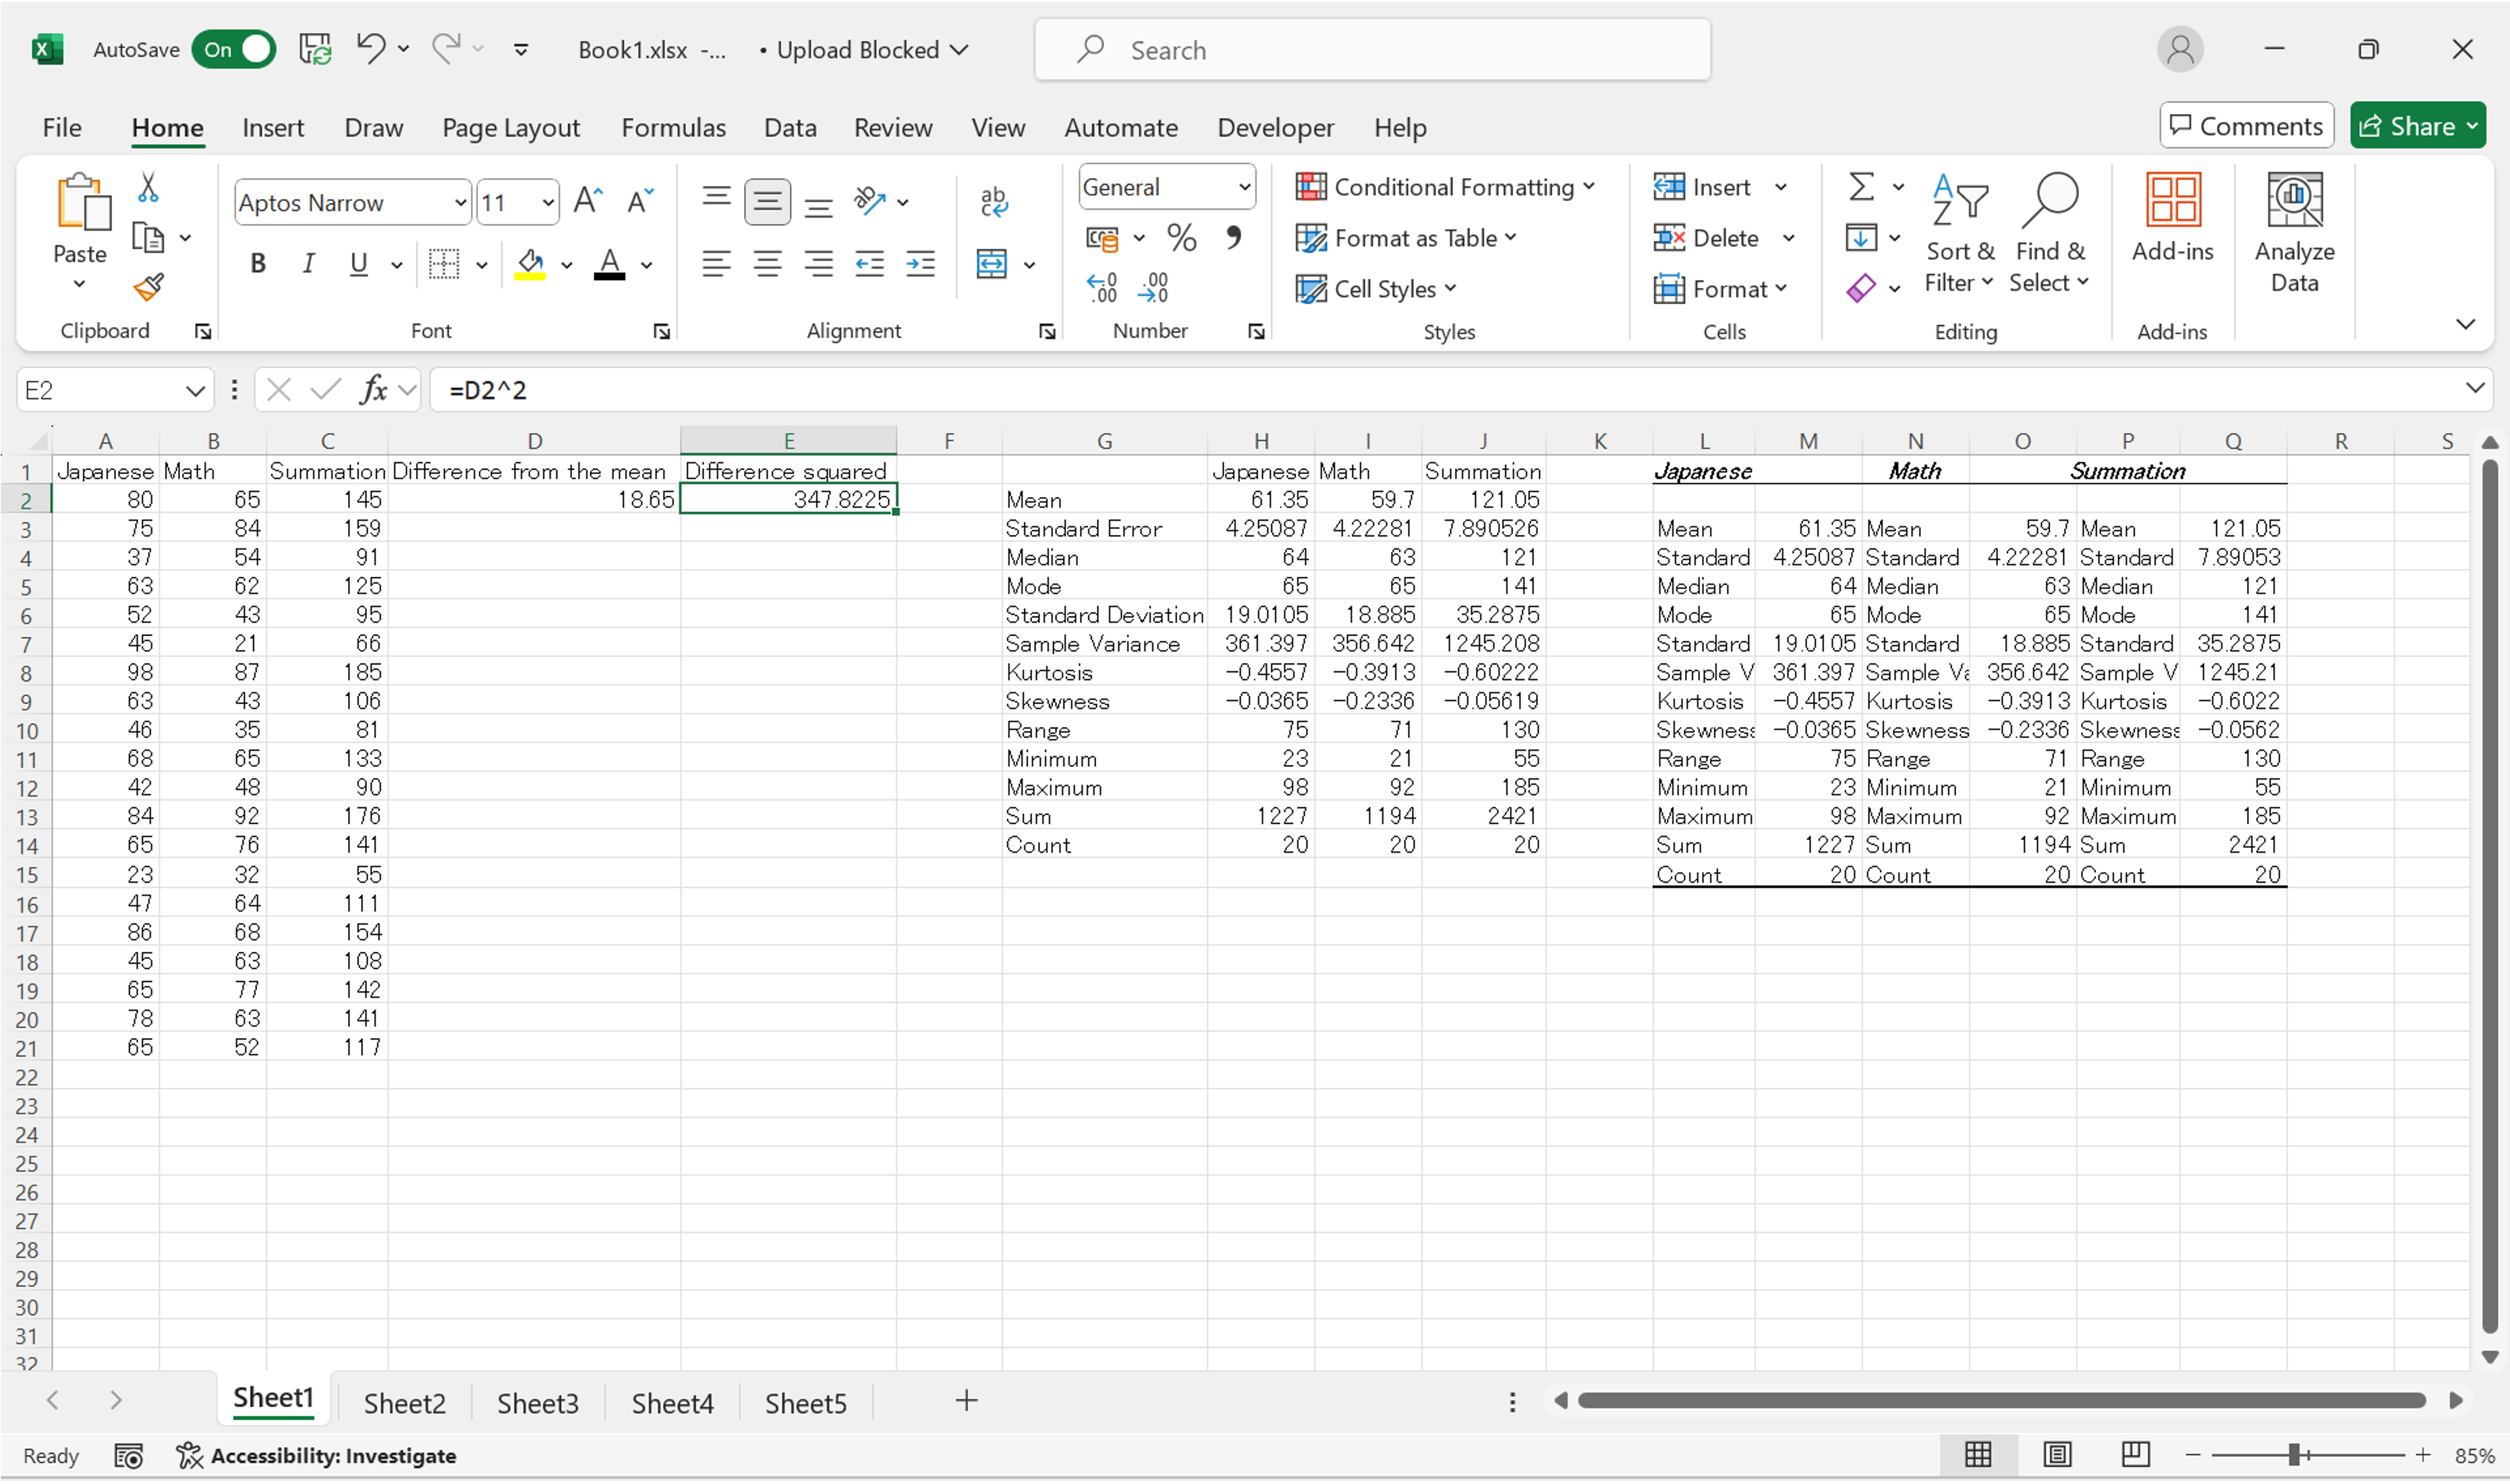 AutoSave On Book1.xlsx -... • Upload Blocked Search
File Home Insert Draw Page Layout Formulas Data Review View Automate Developer Help Comments Share
Paste Aptos Narrow 11 General Conditional Formatting Insert
B I U Format as Table Delete Sort & Find & Add-ins Analyze
Cell Styles Format Filter Select Data
Clipboard Font Alignment Number Styles Cells Editing Add-ins
E2 fx =D2^2
A B C D E F G H I J K L M N O P Q R S
1 Japanese Math Summation Difference from the mean Difference squared Japanese Math Summation Japanese Math Summation
2 80 65 145 18.65 347.8225 Mean 61.35 59.7 121.05
3 75 84 159 Standard Error 4.25087 4.22281 7.890526 Mean 61.35 Mean 59.7 Mean 121.05
4 37 54 91 Median 64 63 121 Standard 4.25087 Standard 4.22281 Standard 7.89053
5 63 62 125 Mode 65 65 141 Median 64 Median 63 Median 121
6 52 43 95 Standard Deviation 19.0105 18.885 35.2875 Mode 65 Mode 65 Mode 141
7 45 21 66 Sample Variance 361.397 356.642 1245.208 Standard 19.0105 Standard 18.885 Standard 35.2875
8 98 87 185 Kurtosis -0.4557 -0.3913 -0.60222 Sample V 361.397 Sample Va 356.642 Sample V 1245.21
9 63 43 106 Skewness -0.0365 -0.2336 -0.05619 Kurtosis -0.4557 Kurtosis -0.3913 Kurtosis -0.6022
10 46 35 81 Range 75 71 130 Skewness -0.0365 Skewness -0.2336 Skewness -0.0562
11 68 65 133 Minimum 23 21 55 Range 75 Range 71 Range 130
12 42 48 90 Maximum 98 92 185 Minimum 23 Minimum 21 Minimum 55
13 84 92 176 Sum 1227 1194 2421 Maximum 98 Maximum 92 Maximum 185
14 65 76 141 Count 20 20 20 Sum 1227 Sum 1194 Sum 2421
15 23 32 55 Count 20 Count 20 Count 20
16 47 64 111
17 86 68 154
18 45 63 108
19 65 77 142
20 78 63 141
21 65 52 117
22
23
24
25
26
27
28
29
30
31
32
Sheet1 Sheet2 Sheet3 Sheet4 Sheet5
Ready Accessibility: Investigate 85%